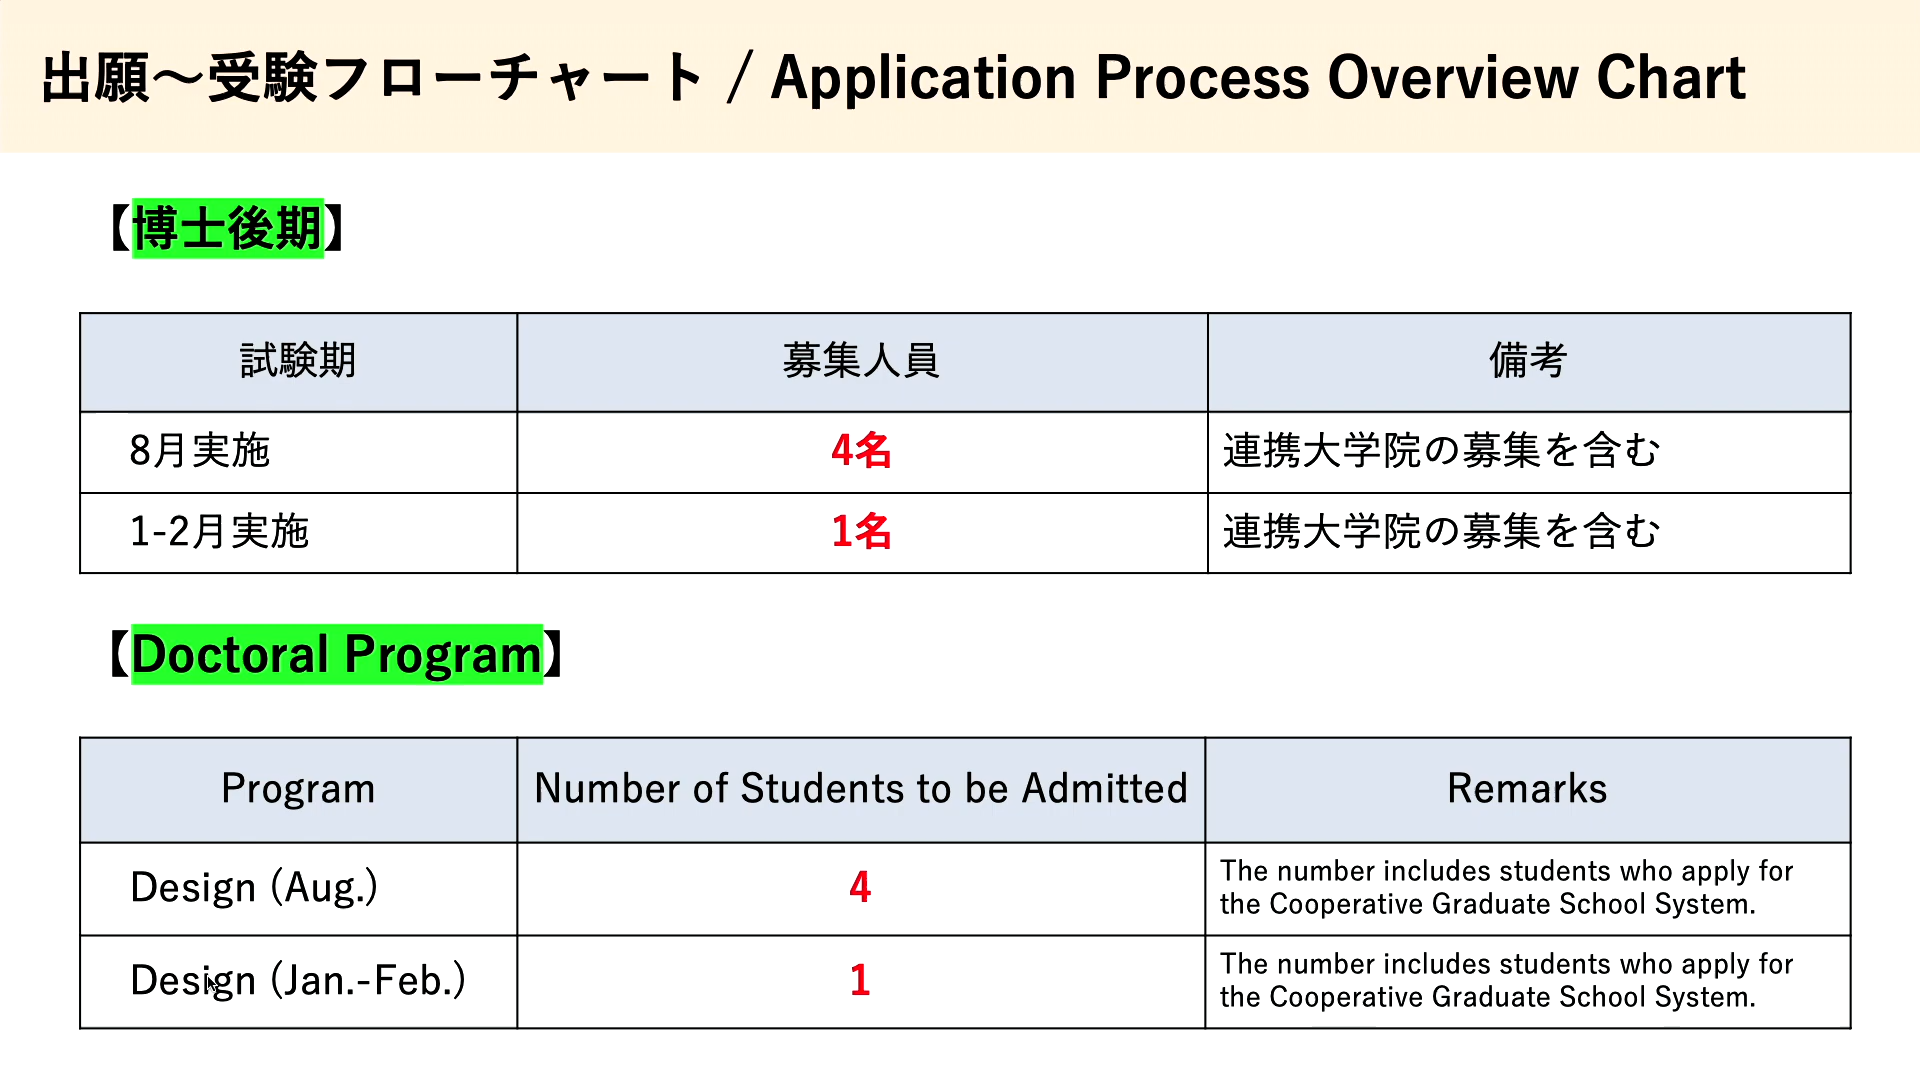 出願～受験フローチャート / Application Process Overview Chart
【博士後期】
試験期 募集人員 備考
8月実施 4名 連携大学院の募集を含む
1-2月実施 1名 連携大学院の募集を含む
【Doctoral Program】
Program Number of Students to be Admitted Remarks
Design (Aug.) 4 The number includes students who apply for
the Cooperative Graduate School System.
Design (Jan.-Feb.) 1 The number includes students who apply for
the Cooperative Graduate School System.